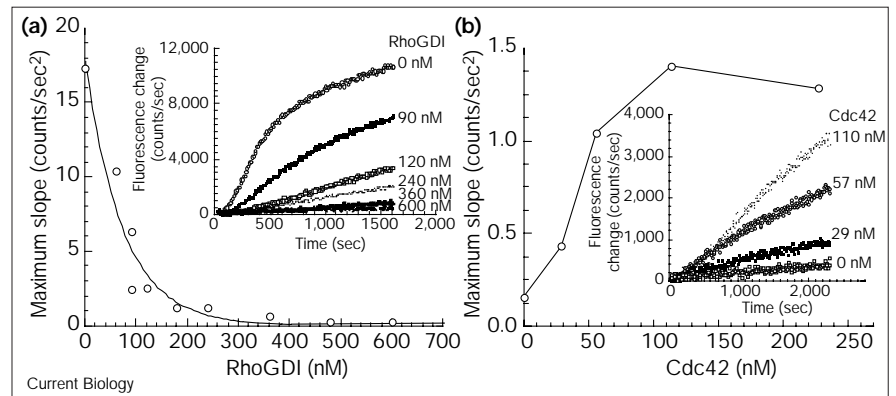 (a)
20
15
10
5
0
Maximum slope (counts/sec²)
0 100 200 300 400 500 600 700
RhoGDI (nM)
12,000
8,000
4,000
0
Fluorescence change
(counts/sec)
0 500 1,000 1,500 2,000
Time (sec)
RhoGDI
0 nM
90 nM
120 nM
240 nM
360 nM
600 nM
(b)
1.5
1.0
0.5
0.0
Maximum slope (counts/sec²)
0 50 100 150 200 250
Cdc42 (nM)
4,000
3,000
2,000
1,000
0
Fluorescence
change (counts/sec)
0 1,000 2,000
Time (sec)
Cdc42
110 nM
57 nM
29 nM
0 nM
Current Biology